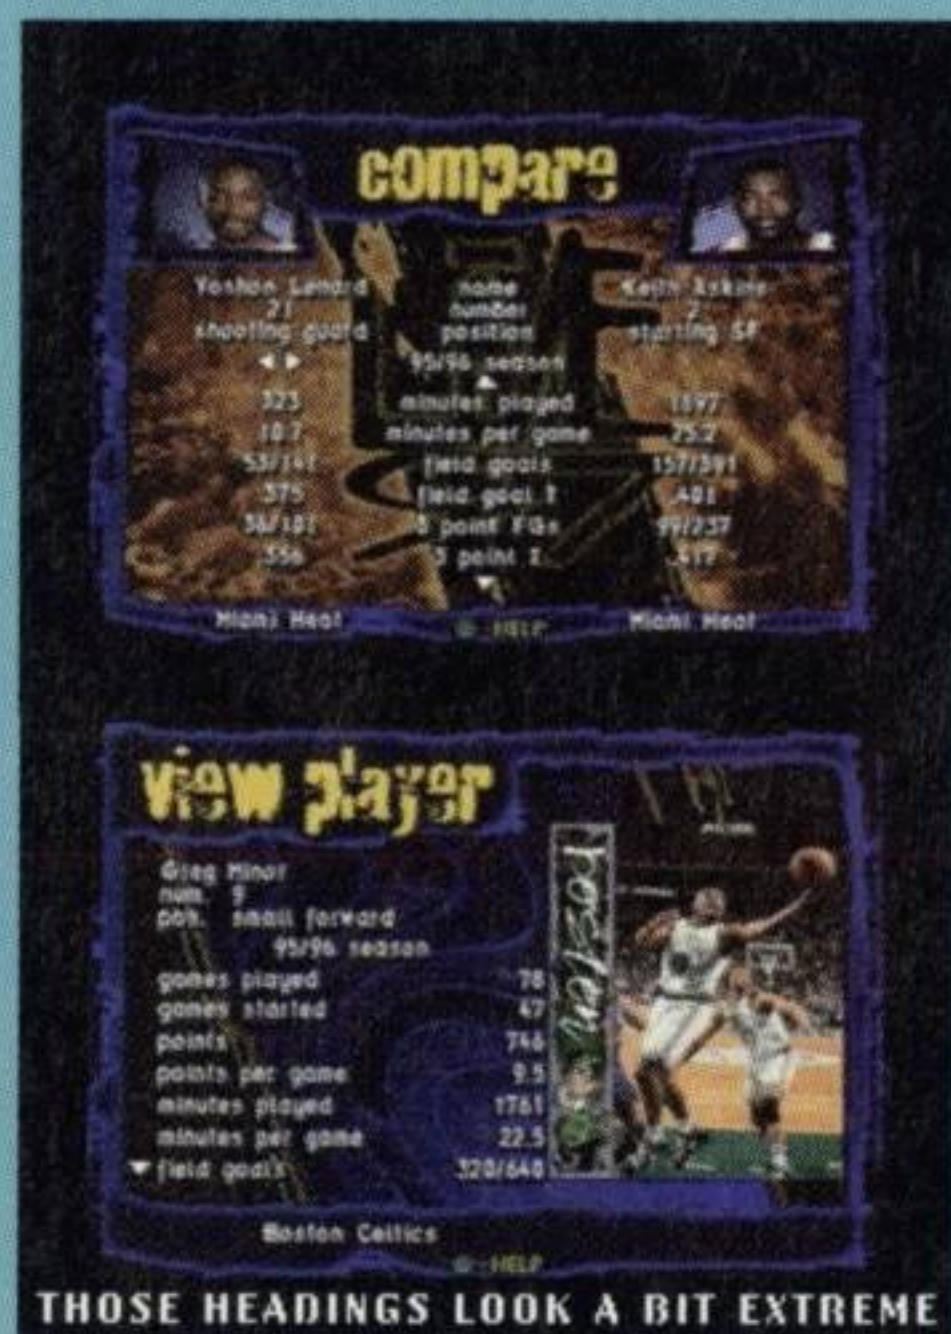 compare
Voshon Lenard name Keith Askins
21 number 2
shooting guard position starting SF
95/96 season
323 minutes played 1897
10.7 minutes per game 25.2
53/141 field goals 157/391
.375 field goal % .401
36/101 3 point FGs 99/237
.356 3 point % .417
Miami Heat HELP Miami Heat
view player
Greg Minor
num. 9
pos. small forward
95/96 season
games played 78
games started 47
points 746
points per game 9.5
minutes played 1761
minutes per game 22.5
field goals 320/640
Boston Celtics
HELP
THOSE HEADINGS LOOK A BIT EXTREME